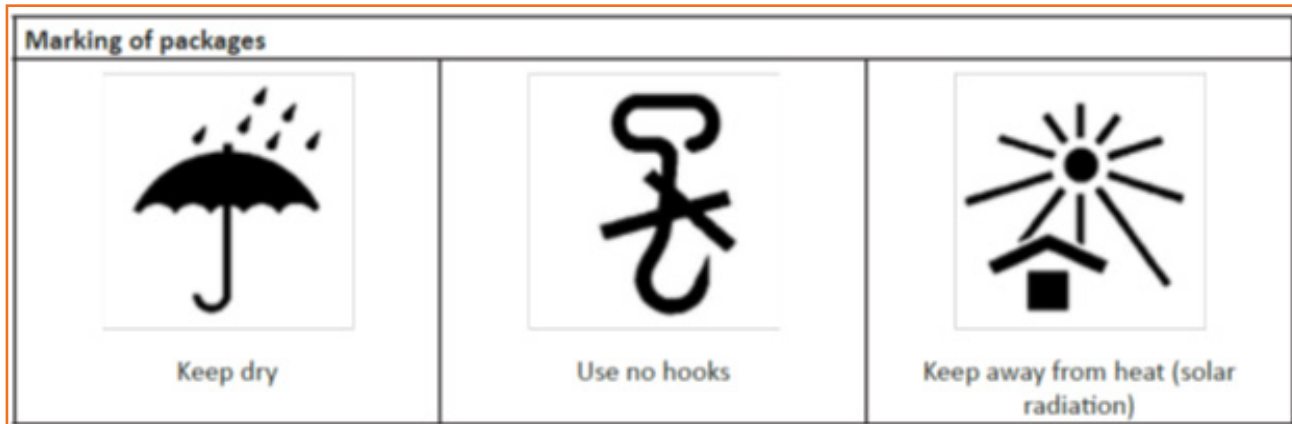 Marking of packages
Keep dry
Use no hooks
Keep away from heat (solar
radiation)